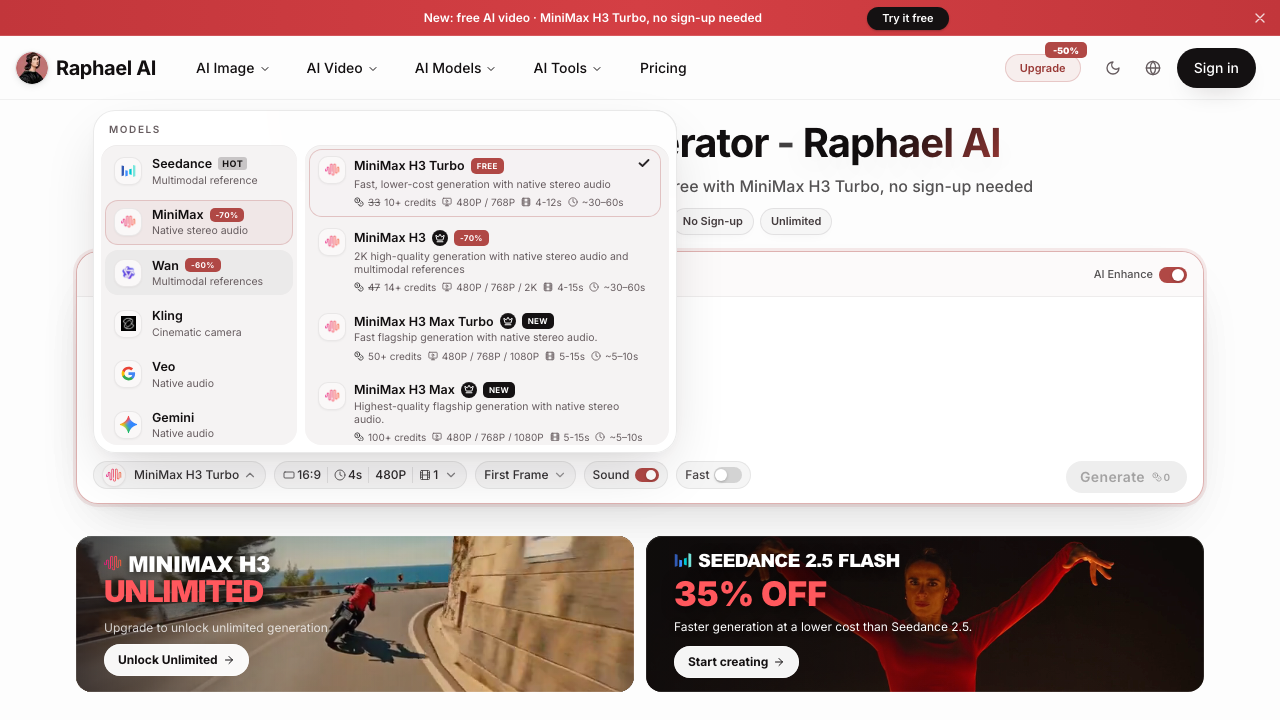 New: free AI video · MiniMax H3 Turbo, no sign-up needed
Try it free
Raphael AI
AI Image
AI Video
AI Models
AI Tools
Pricing
Upgrade
-50%
Sign in
erator - Raphael AI
ree with MiniMax H3 Turbo, no sign-up needed
No Sign-up
Unlimited
AI Enhance
MODELS
Seedance HOT
Multimodal reference
MiniMax -70%
Native stereo audio
Wan -60%
Multimodal references
Kling
Cinematic camera
Veo
Native audio
Gemini
Native audio
MiniMax H3 Turbo FREE
Fast, lower-cost generation with native stereo audio
33 10+ credits 480P / 768P 4-12s ~30–60s
MiniMax H3 -70%
2K high-quality generation with native stereo audio and
multimodal references
47 14+ credits 480P / 768P / 2K 4-15s ~30–60s
MiniMax H3 Max Turbo NEW
Fast flagship generation with native stereo audio.
50+ credits 480P / 768P / 1080P 5-15s ~5–10s
MiniMax H3 Max NEW
Highest-quality flagship generation with native stereo
audio.
100+ credits 480P / 768P / 1080P 5-15s ~5–10s
MiniMax H3 Turbo
16:9 4s 480P 1
First Frame
Sound
Fast
Generate 0
MINIMAX H3
UNLIMITED
Upgrade to unlock unlimited generation
Unlock Unlimited →
SEEDANCE 2.5 FLASH
35% OFF
Faster generation at a lower cost than Seedance 2.5.
Start creating →